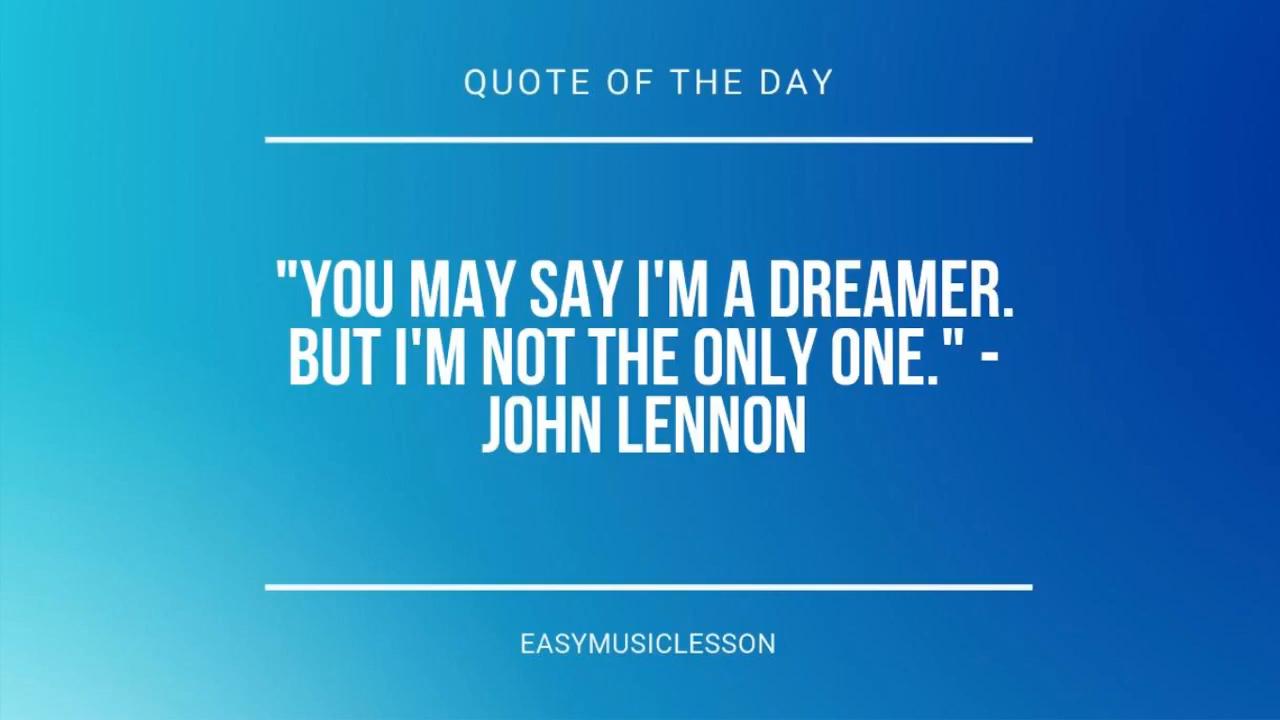 QUOTE OF THE DAY
"YOU MAY SAY I'M A DREAMER.
BUT I'M NOT THE ONLY ONE." -
JOHN LENNON
EASYMUSICLESSON